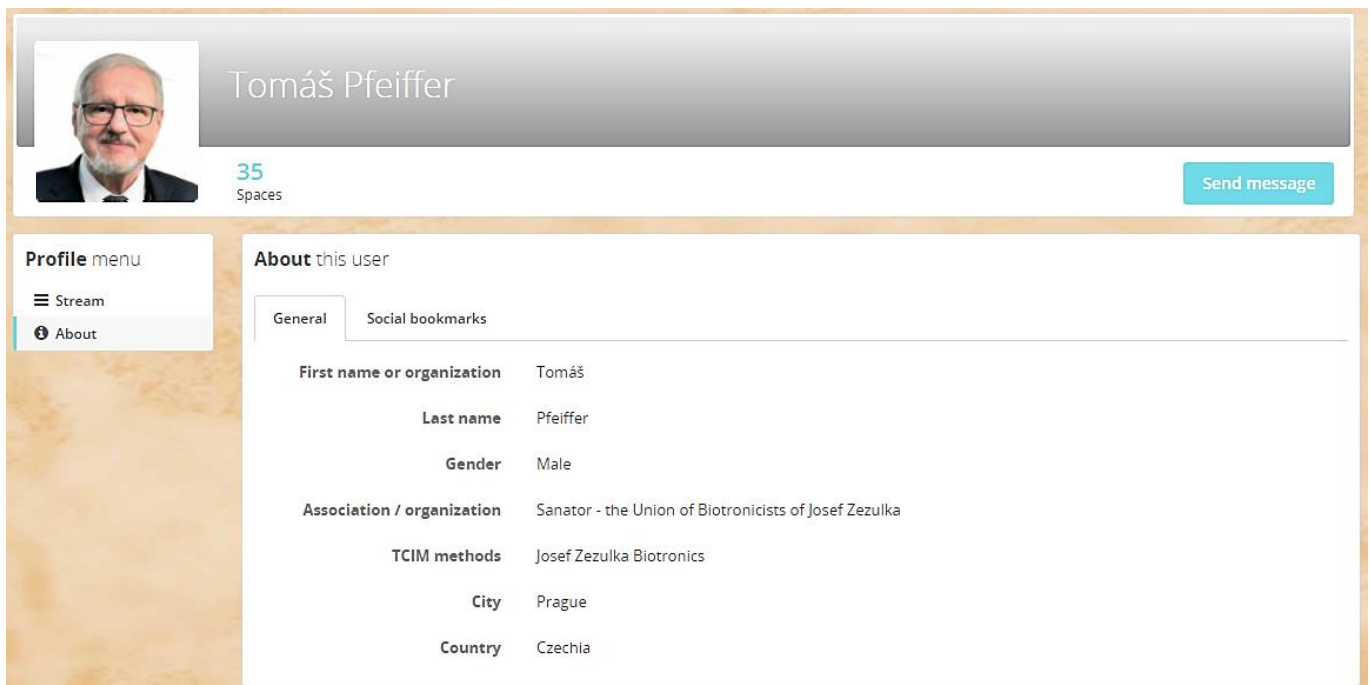 Tomáš Pfeiffer
35
Spaces
Send message
Profile menu
Stream
About
About this user
General Social bookmarks
First name or organization Tomáš
Last name Pfeiffer
Gender Male
Association / organization Sanator - the Union of Biotronicists of Josef Zezulka
TCIM methods Josef Zezulka Biotronics
City Prague
Country Czechia